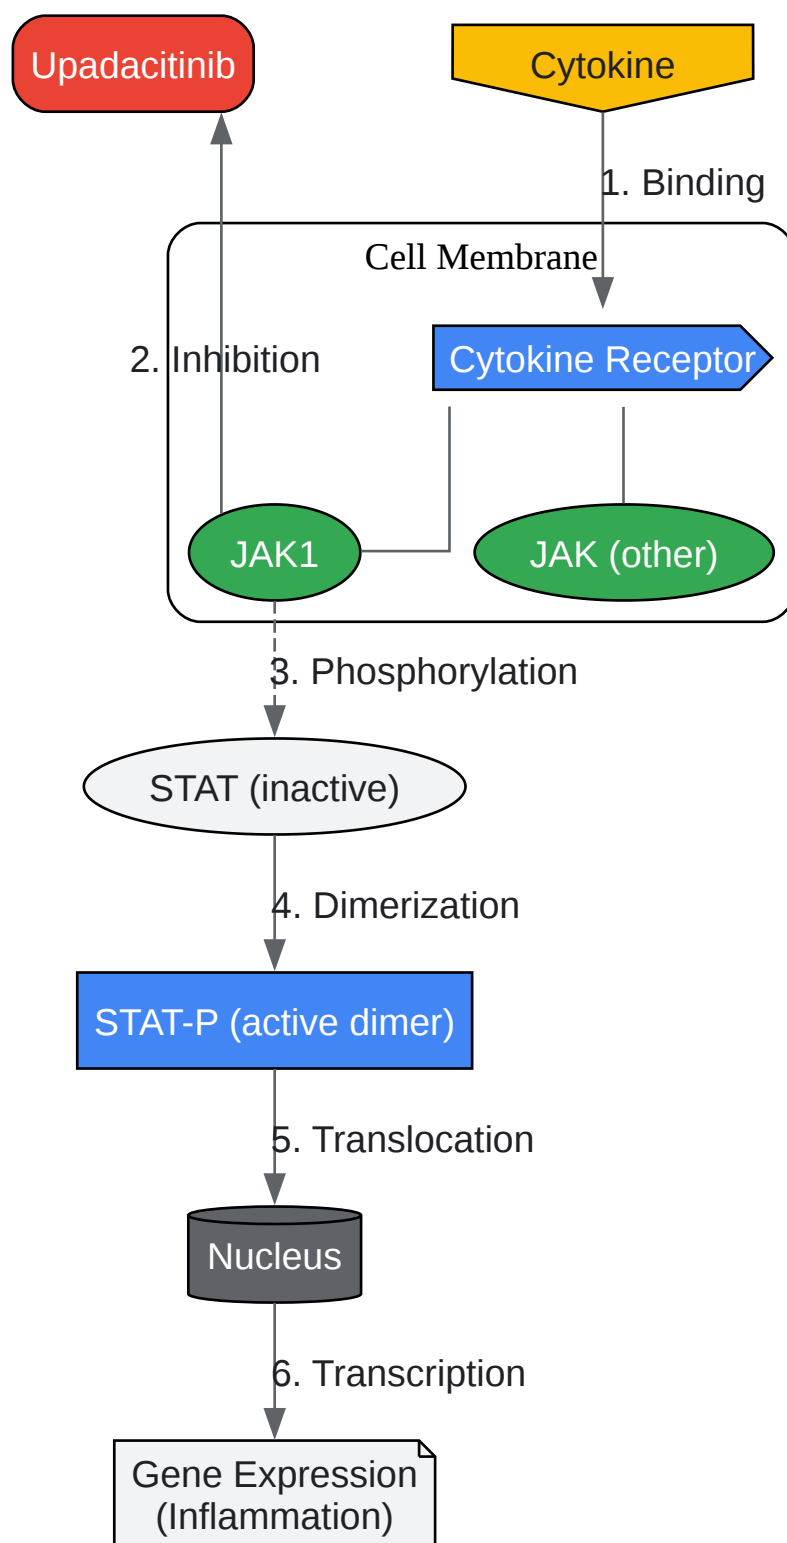 Upadacitinib
Cytokine
1. Binding
Cell Membrane
2. Inhibition
Cytokine Receptor
JAK1
JAK (other)
3. Phosphorylation
STAT (inactive)
4. Dimerization
STAT-P (active dimer)
5. Translocation
Nucleus
6. Transcription
Gene Expression
(Inflammation)